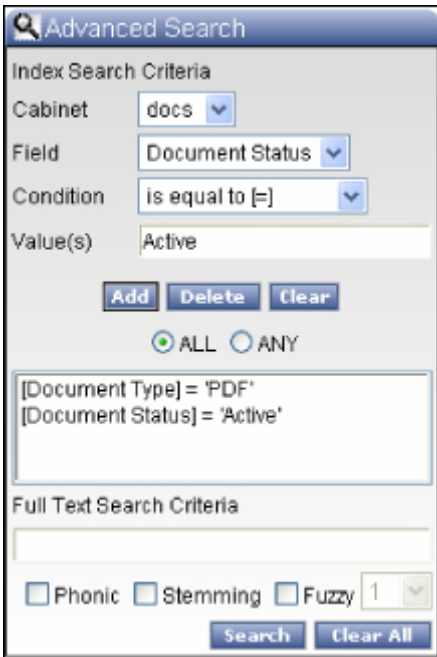 Advanced Search
Index Search Criteria
Cabinet docs
Field Document Status
Condition is equal to [=]
Value(s) Active
Add Delete Clear
ALL ANY
[Document Type] = 'PDF'
[Document Status] = 'Active'
Full Text Search Criteria
Phonic Stemming Fuzzy 1
Search Clear All